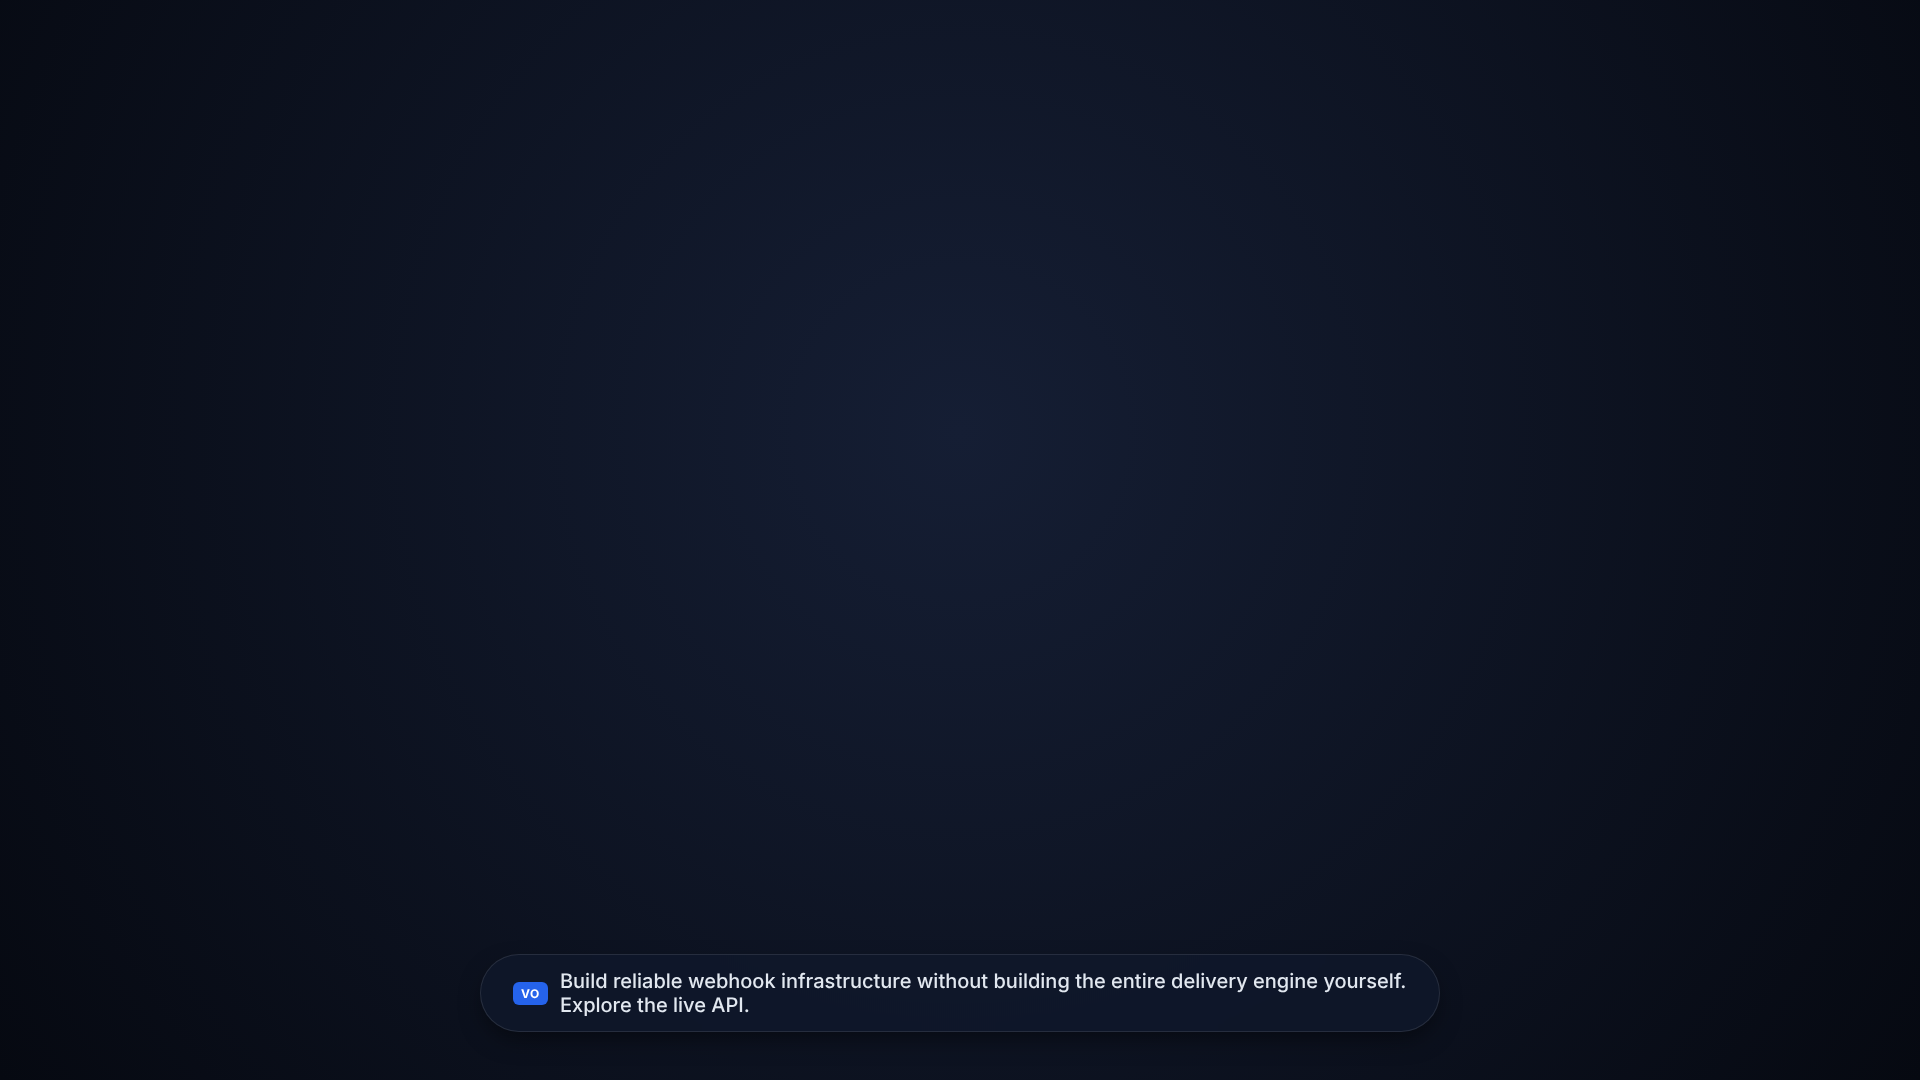 VO
Build reliable webhook infrastructure without building the entire delivery engine yourself.
Explore the live API.